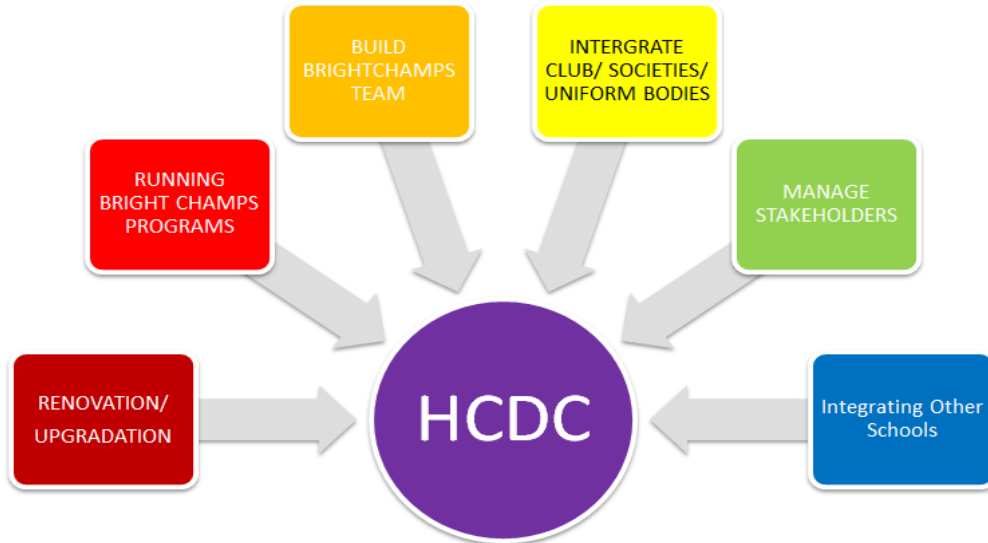 BUILD
BRIGHTCHAMPS
TEAM
INTERGRATE
CLUB/ SOCIETIES/
UNIFORM BODIES
RUNNING
BRIGHT CHAMPS
PROGRAMS
MANAGE
STAKEHOLDERS
RENOVATION/
UPGRADATION
HCDC
Integrating Other
Schools